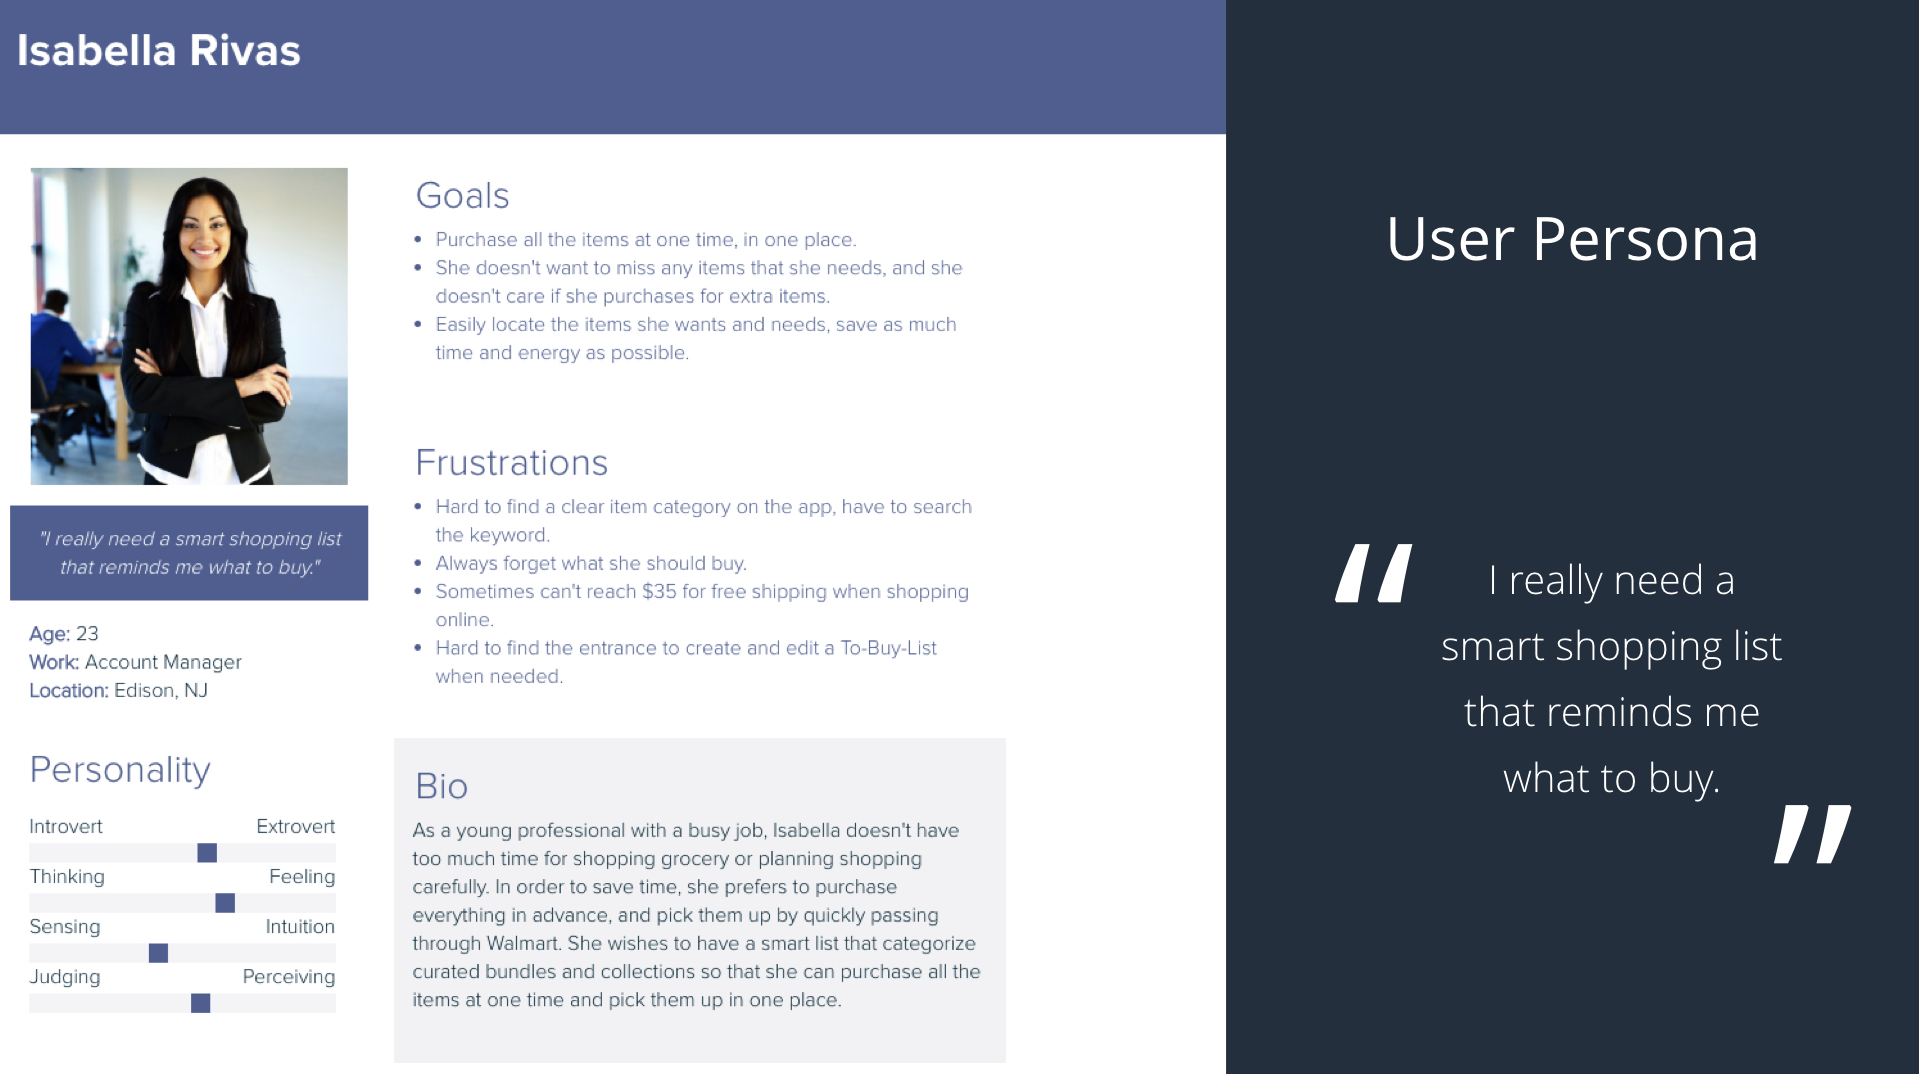 Isabella Rivas
"I really need a smart shopping list
that reminds me what to buy."
Age: 23
Work: Account Manager
Location: Edison, NJ
Personality
Introvert Extrovert
Thinking Feeling
Sensing Intuition
Judging Perceiving
Goals
• Purchase all the items at one time, in one place.
• She doesn't want to miss any items that she needs, and she
doesn't care if she purchases for extra items.
• Easily locate the items she wants and needs, save as much
time and energy as possible.
Frustrations
• Hard to find a clear item category on the app, have to search
the keyword.
• Always forget what she should buy.
• Sometimes can't reach $35 for free shipping when shopping
online.
• Hard to find the entrance to create and edit a To-Buy-List
when needed.
Bio
As a young professional with a busy job, Isabella doesn't have
too much time for shopping grocery or planning shopping
carefully. In order to save time, she prefers to purchase
everything in advance, and pick them up by quickly passing
through Walmart. She wishes to have a smart list that categorize
curated bundles and collections so that she can purchase all the
items at one time and pick them up in one place.
User Persona
“ I really need a
smart shopping list
that reminds me
what to buy. ”